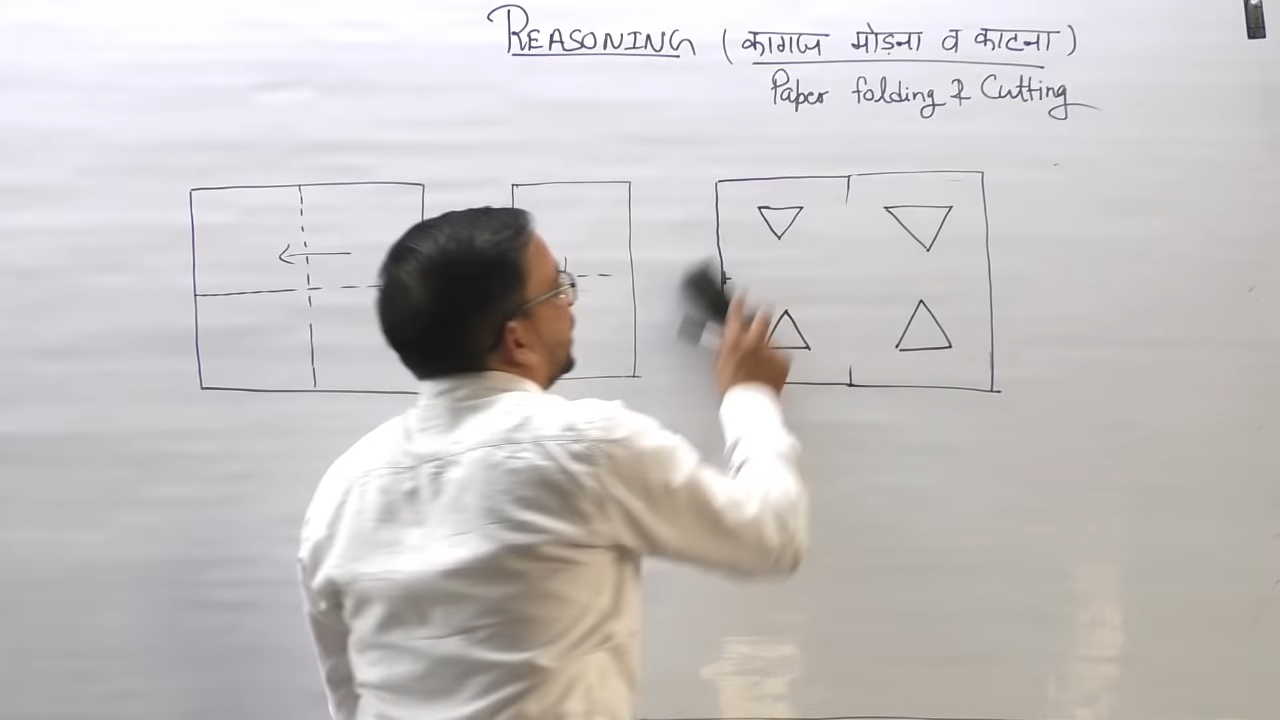 REASONING (कागज मोड़ना व काटना)
Paper folding & Cutting